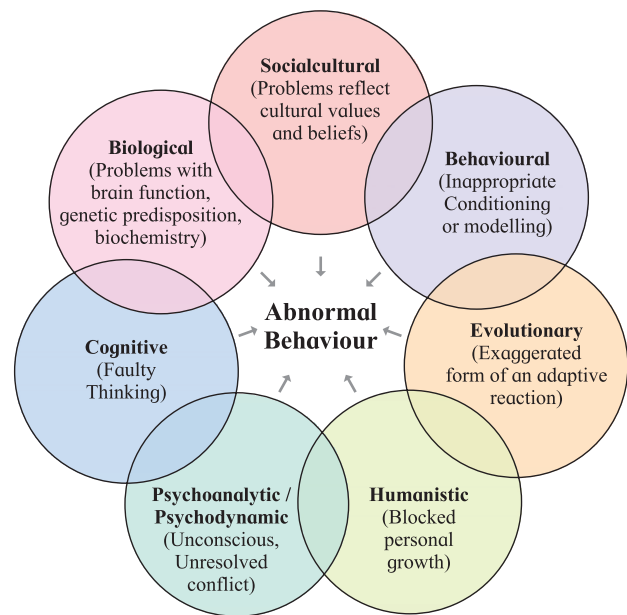 Socialcultural
(Problems reflect
cultural values
and beliefs)
Biological
(Problems with
brain function,
genetic predisposition,
biochemistry)
Behavioural
(Inappropriate
Conditioning
or modelling)
Abnormal
Behaviour
Cognitive
(Faulty
Thinking)
Evolutionary
(Exaggerated
form of an adaptive
reaction)
Psychoanalytic /
Psychodynamic
(Unconscious,
Unresolved
conflict)
Humanistic
(Blocked
personal
growth)